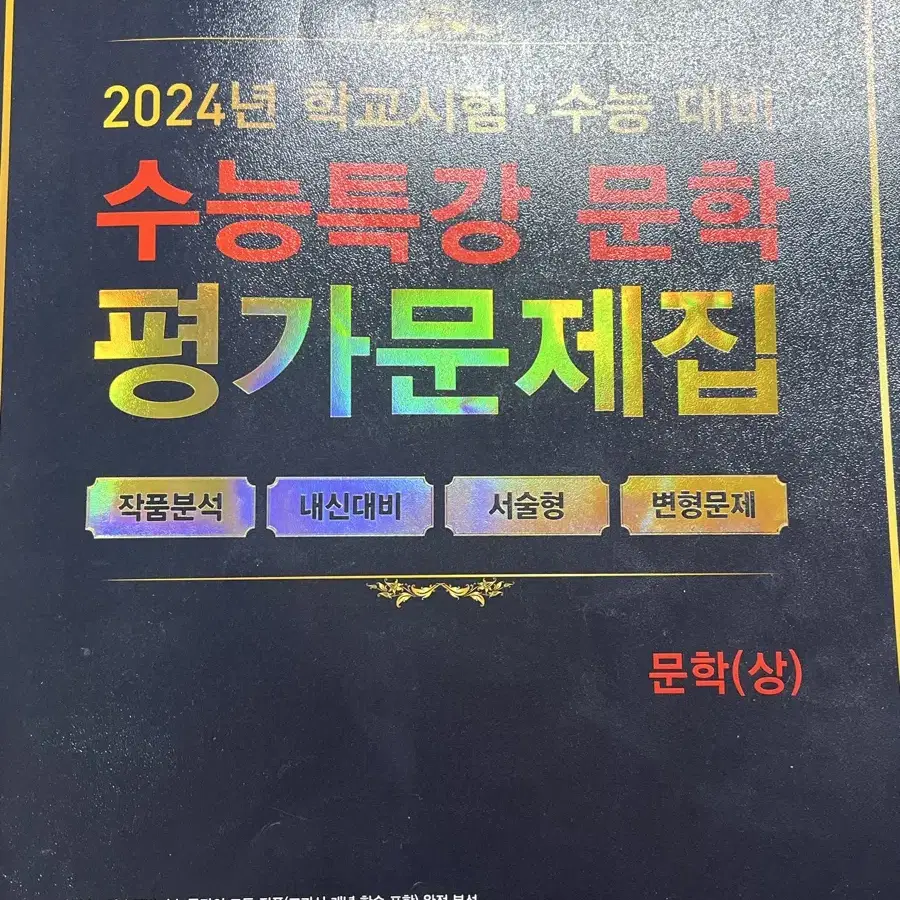 2024년 학교시험·수능 대비
수능특강 문학
평가문제집
작품분석 내신대비 서술형 변형문제
문학(상)